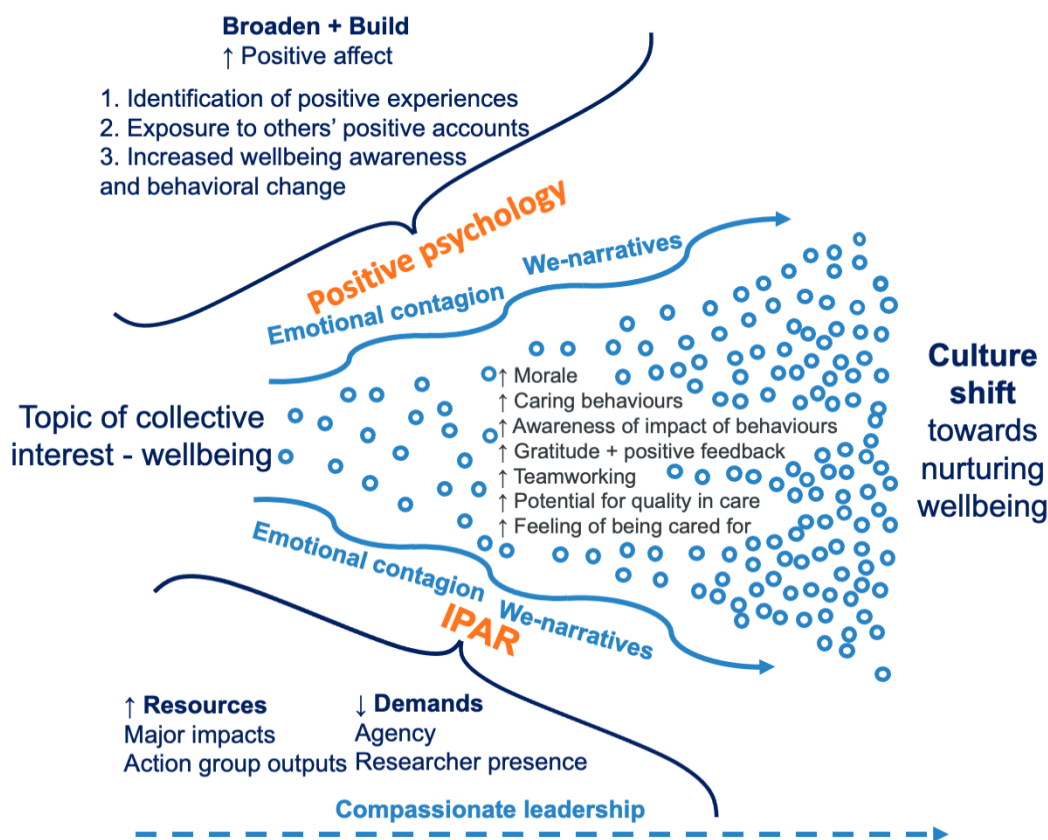 Broaden + Build
↑ Positive affect
1. Identification of positive experiences
2. Exposure to others’ positive accounts
3. Increased wellbeing awareness
and behavioral change
Positive psychology
Emotional contagion
We-narratives
Topic of collective
interest - wellbeing
↑ Morale
↑ Caring behaviours
↑ Awareness of impact of behaviours
↑ Gratitude + positive feedback
↑ Teamworking
↑ Potential for quality in care
↑ Feeling of being cared for
Culture
shift
towards
nurturing
wellbeing
Emotional contagion
We-narratives
IPAR
↑ Resources
Major impacts
Action group outputs
↓ Demands
Agency
Researcher presence
Compassionate leadership